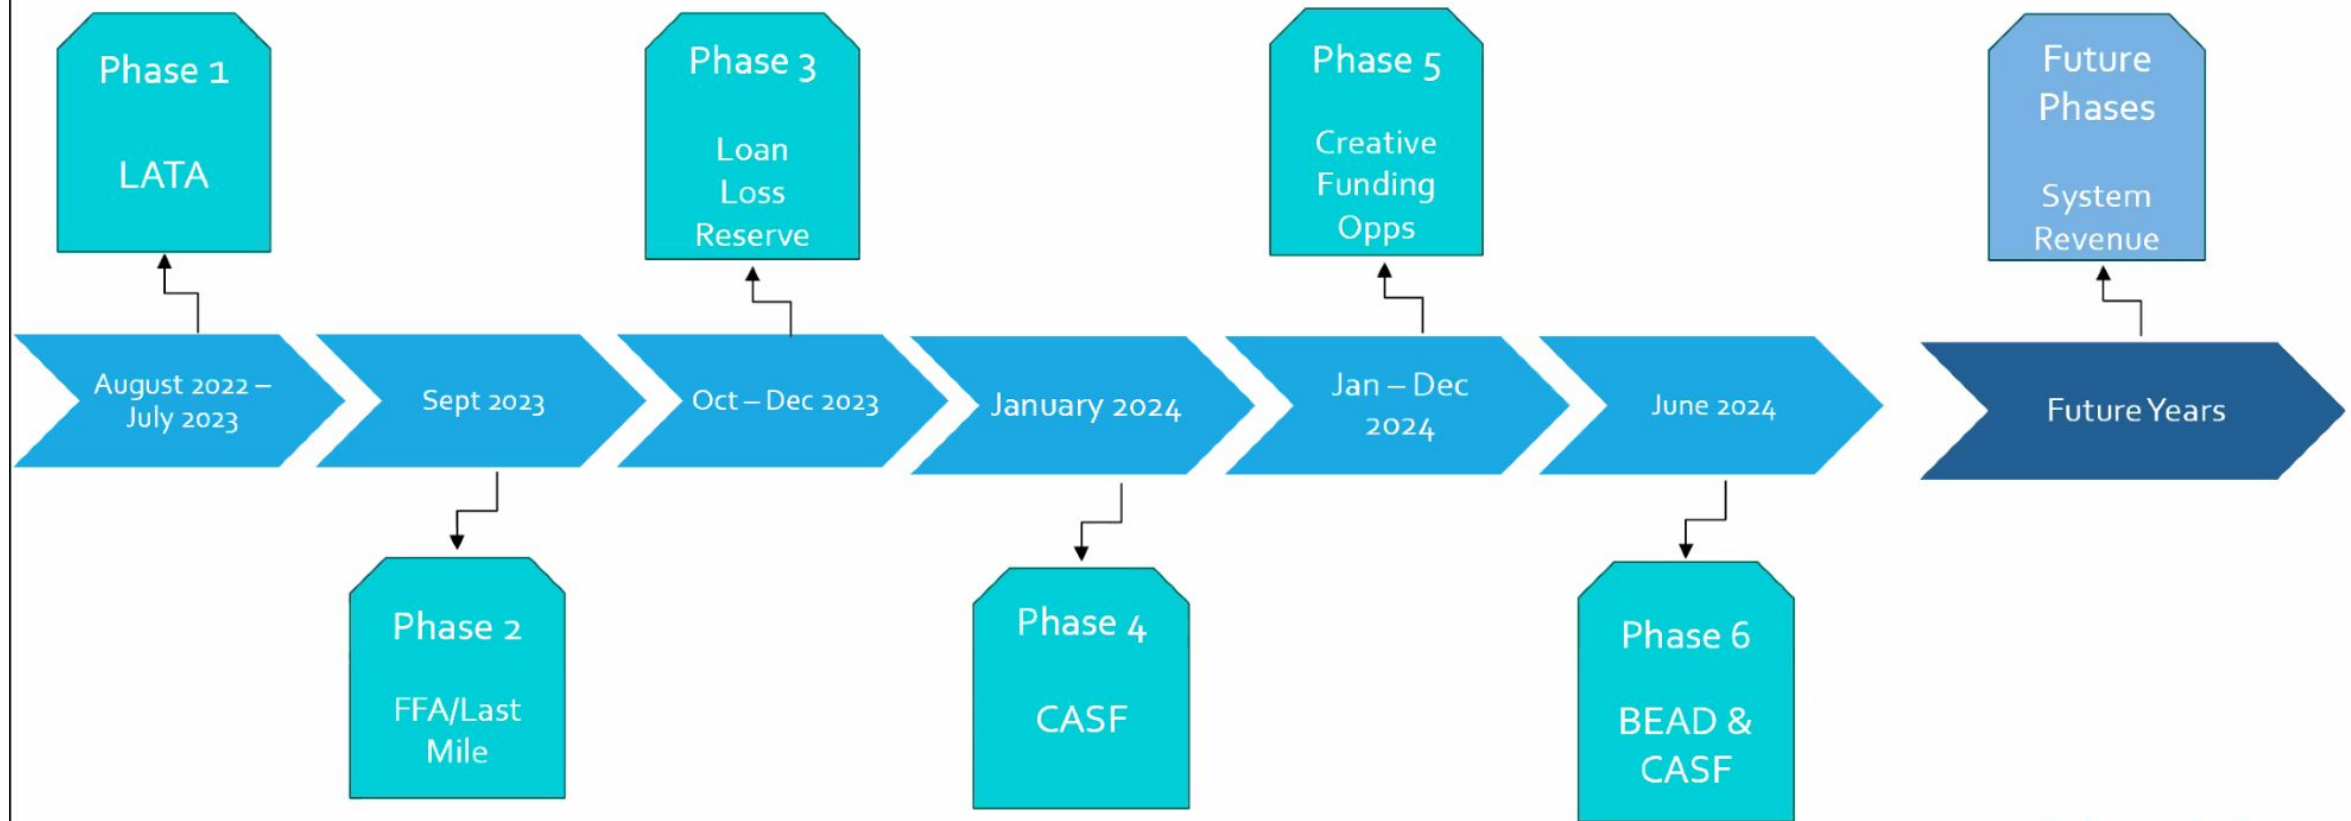 Phase 1
LATA
Phase 3
Loan
Loss
Reserve
Phase 5
Creative
Funding
Opps
Future
Phases
System
Revenue
August 2022 –
July 2023
Sept 2023
Oct – Dec 2023
January 2024
Jan – Dec
2024
June 2024
Future Years
Phase 2
FFA/Last
Mile
Phase 4
CASF
Phase 6
BEAD &
CASF